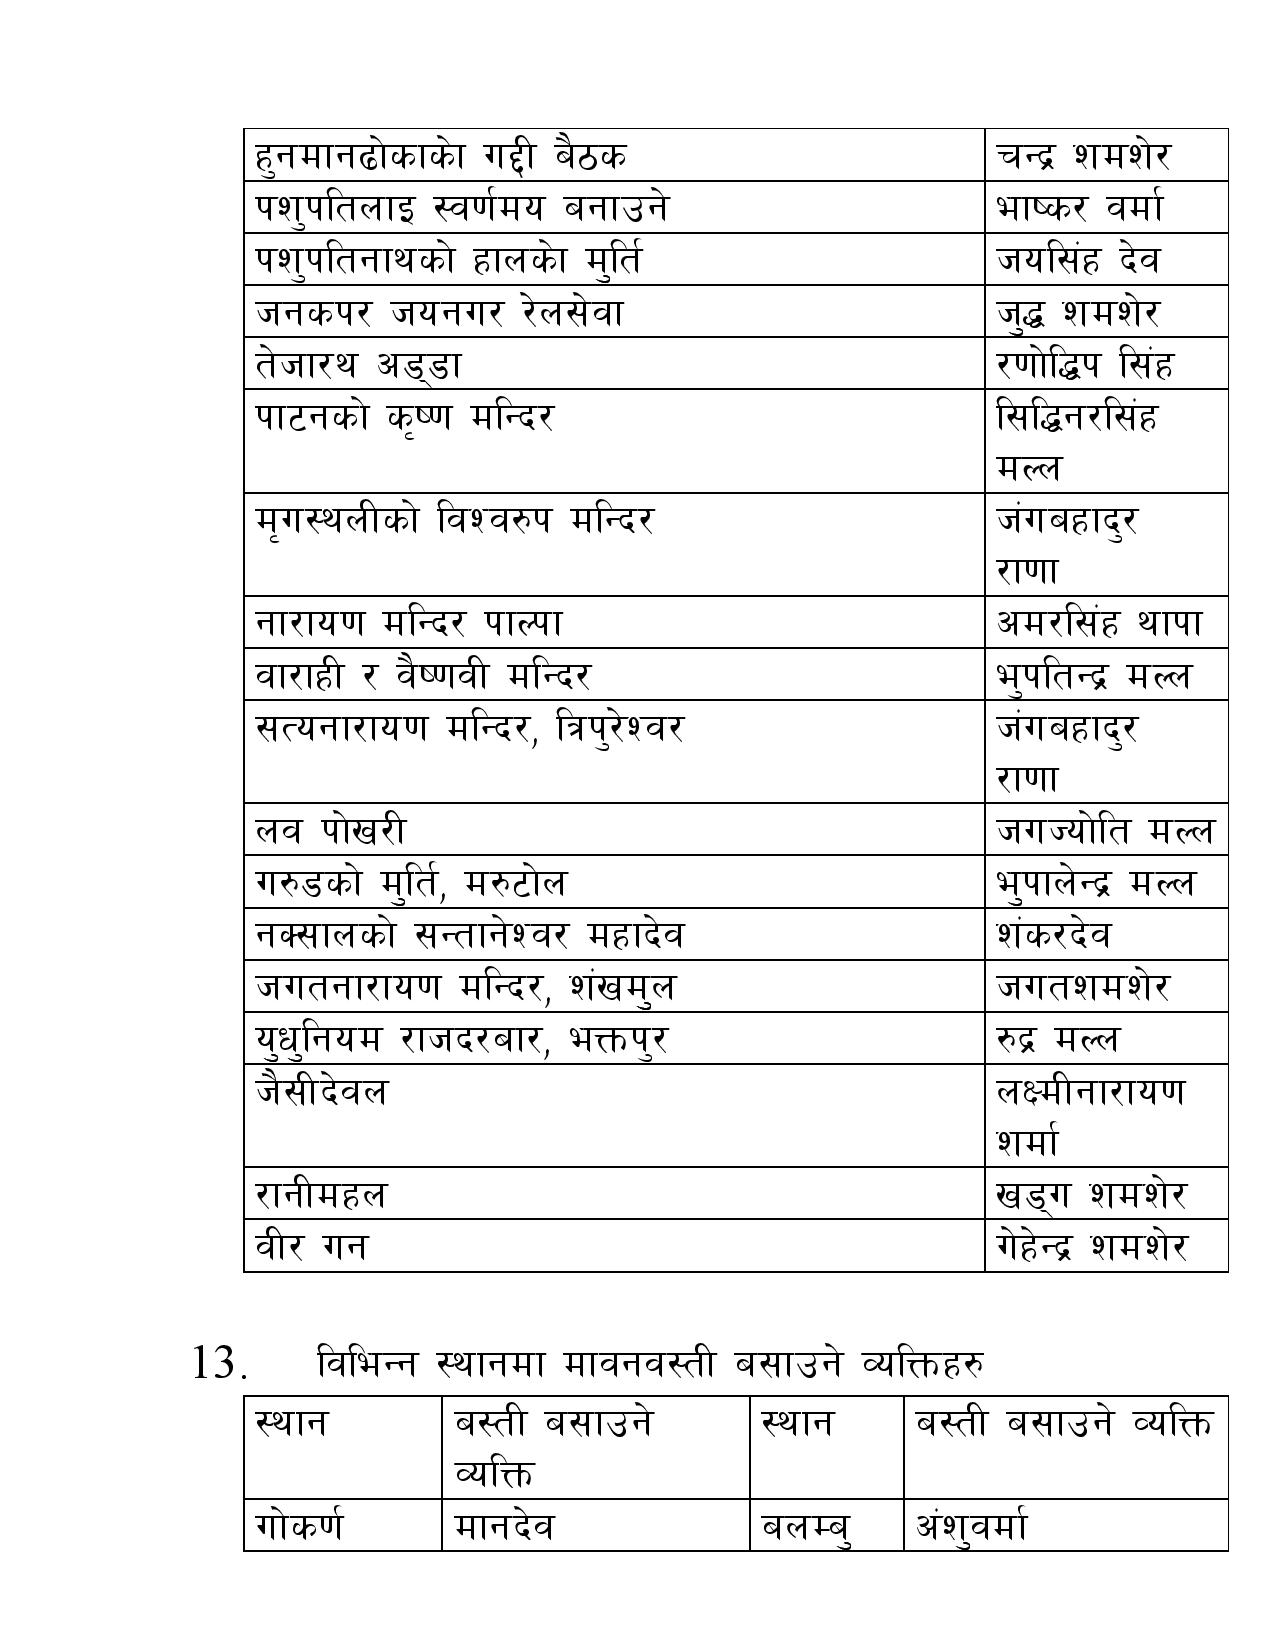 हुनमानढोकाकेा गद्दी बैठक चन्द्र शमशेर
पशुपतिलाइ स्वर्णमय बनाउने भाष्कर वर्मा
पशुपतिनाथको हालकेा मुर्ति जयसिंह देव
जनकपर जयनगर रेलसेवा जुद्ध शमशेर
तेजारथ अड्डा रणोद्धिप सिंह
पाटनको कृष्ण मन्दिर सिद्धिनरसिंह
मल्ल
मृगस्थलीको विश्वरुप मन्दिर जंगबहादुर
राणा
नारायण मन्दिर पाल्पा अमरसिंह थापा
वाराही र वैष्णवी मन्दिर भुपतिन्द्र मल्ल
सत्यनारायण मन्दिर, त्रिपुरेश्वर जंगबहादुर
राणा
लव पोखरी जगज्योति मल्ल
गरुडको मुर्ति, मरुटोल भुपालेन्द्र मल्ल
नक्सालको सन्तानेश्वर महादेव शंकरदेव
जगतनारायण मन्दिर, शंखमुल जगतशमशेर
युधुनियम राजदरबार, भक्तपुर रुद्र मल्ल
जैसीदेवल लक्ष्मीनारायण
शर्मा
रानीमहल खड्ग शमशेर
वीर गन गेहेन्द्र शमशेर
13. विभिन्न स्थानमा मावनवस्ती बसाउने व्यक्तिहरु
स्थान बस्ती बसाउने स्थान बस्ती बसाउने व्यक्ति
व्यक्ति
गोकर्ण मानदेव बलम्बु अंशुवर्मा